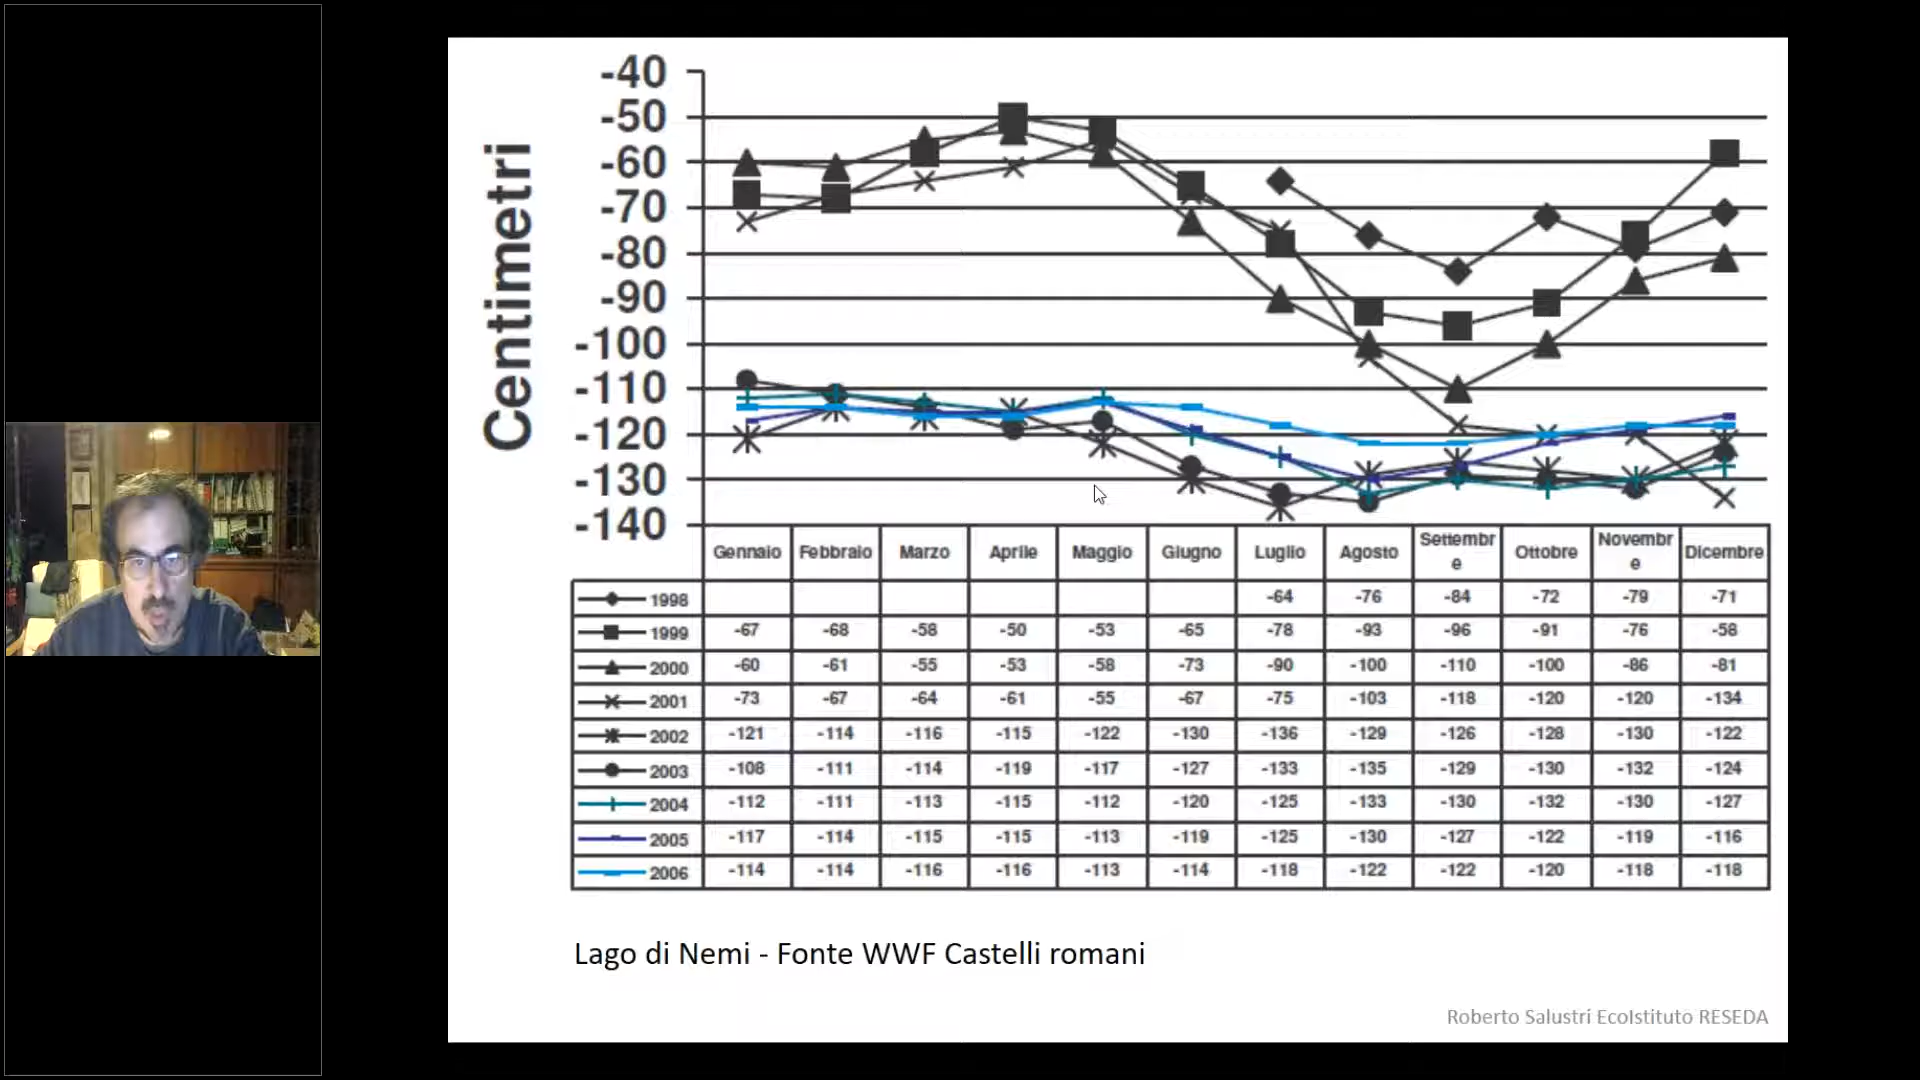 Centimetri
-40
-50
-60
-70
-80
-90
-100
-110
-120
-130
-140
Gennaio Febbraio Marzo Aprile Maggio Giugno Luglio Agosto Settembr e Ottobre Novembr e Dicembre
1998 -64 -76 -84 -72 -79 -71
1999 -67 -68 -58 -50 -53 -65 -78 -93 -96 -91 -76 -58
2000 -60 -61 -55 -53 -58 -73 -90 -100 -110 -100 -86 -81
2001 -73 -67 -64 -61 -55 -67 -75 -103 -118 -120 -120 -134
2002 -121 -114 -116 -115 -122 -130 -136 -129 -126 -128 -130 -122
2003 -108 -111 -114 -119 -117 -127 -133 -135 -129 -130 -132 -124
2004 -112 -111 -113 -115 -112 -120 -125 -133 -130 -132 -130 -127
2005 -117 -114 -115 -115 -113 -119 -125 -130 -127 -122 -119 -116
2006 -114 -114 -116 -116 -113 -114 -118 -122 -122 -120 -118 -118
Lago di Nemi - Fonte WWF Castelli romani
Roberto Salustri EcoIstituto RESEDA